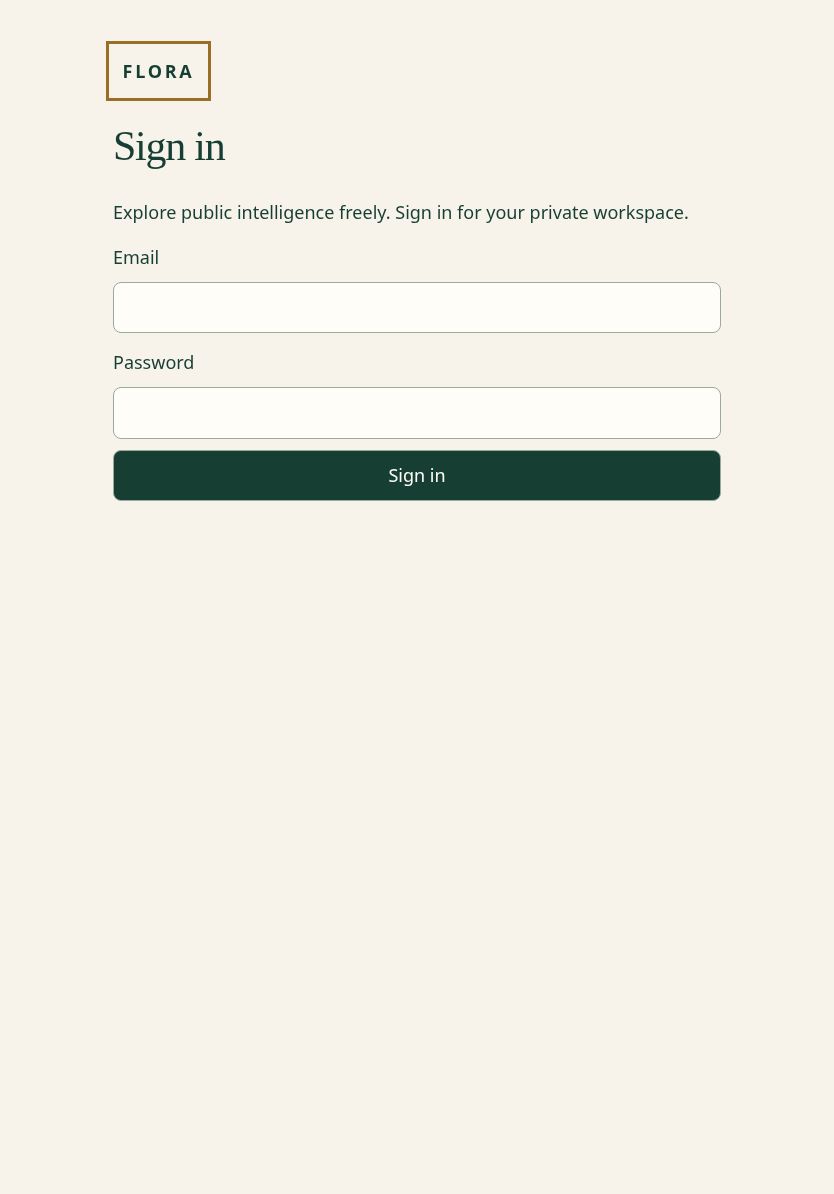 FLORA
Sign in
Explore public intelligence freely. Sign in for your private workspace.
Email
Password
Sign in